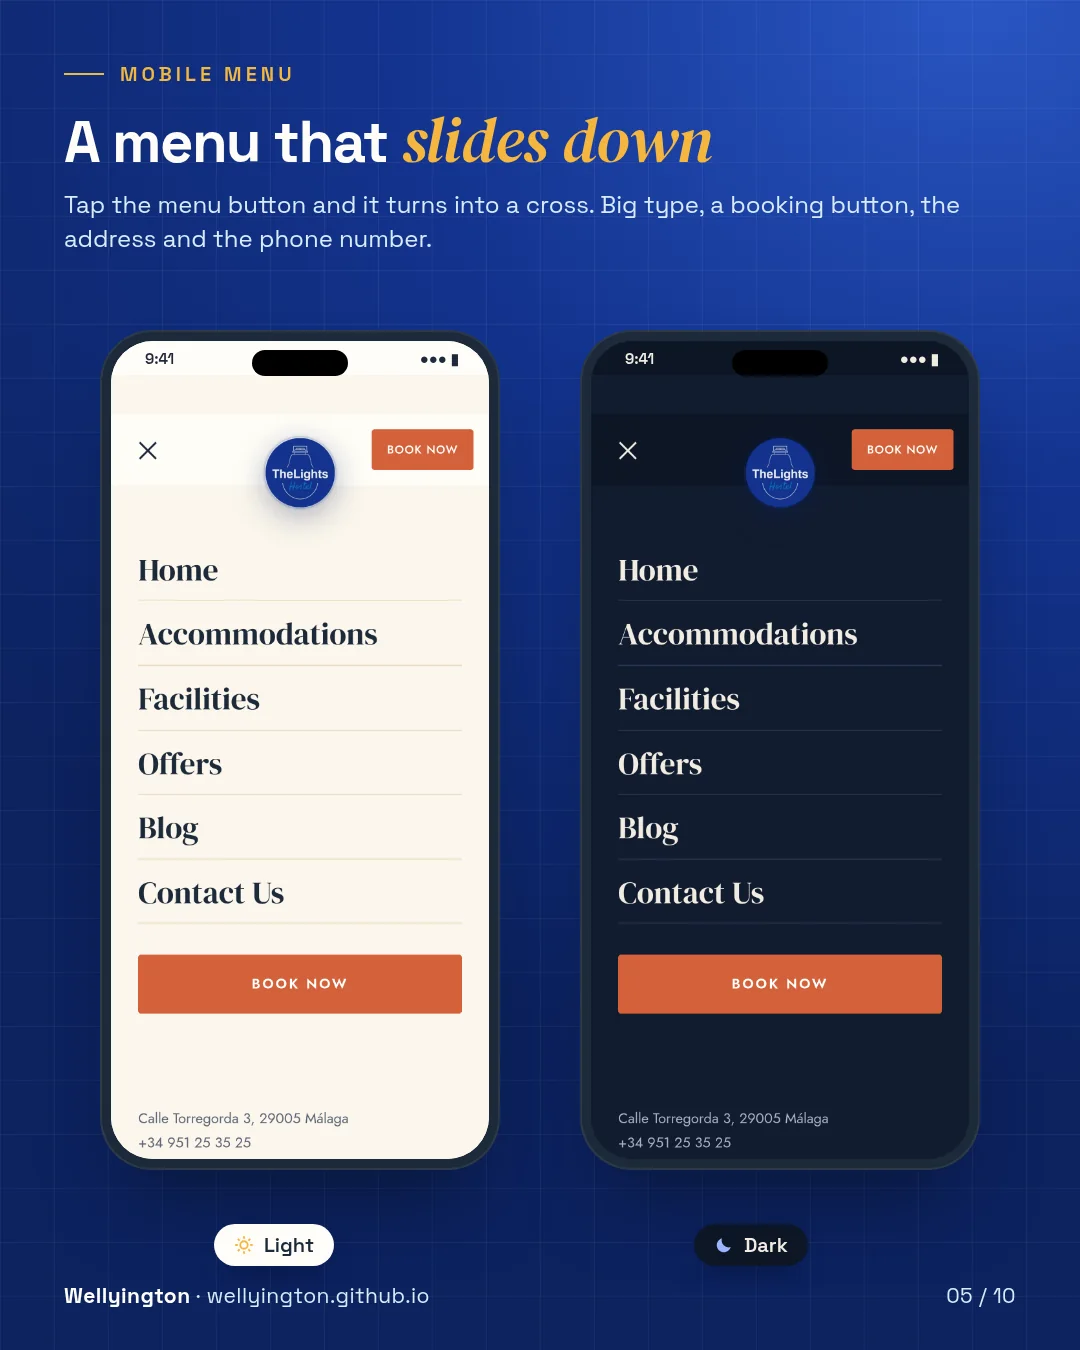 MOBILE MENU
A menu that slides down
Tap the menu button and it turns into a cross. Big type, a booking button, the
address and the phone number.
9:41
BOOK NOW
TheLights
Hostel
Home
Accommodations
Facilities
Offers
Blog
Contact Us
BOOK NOW
Calle Torregorda 3, 29005 Málaga
+34 951 25 35 25
Light
9:41
BOOK NOW
TheLights
Hostel
Home
Accommodations
Facilities
Offers
Blog
Contact Us
BOOK NOW
Calle Torregorda 3, 29005 Málaga
+34 951 25 35 25
Dark
Wellyington · wellyington.github.io
05 / 10